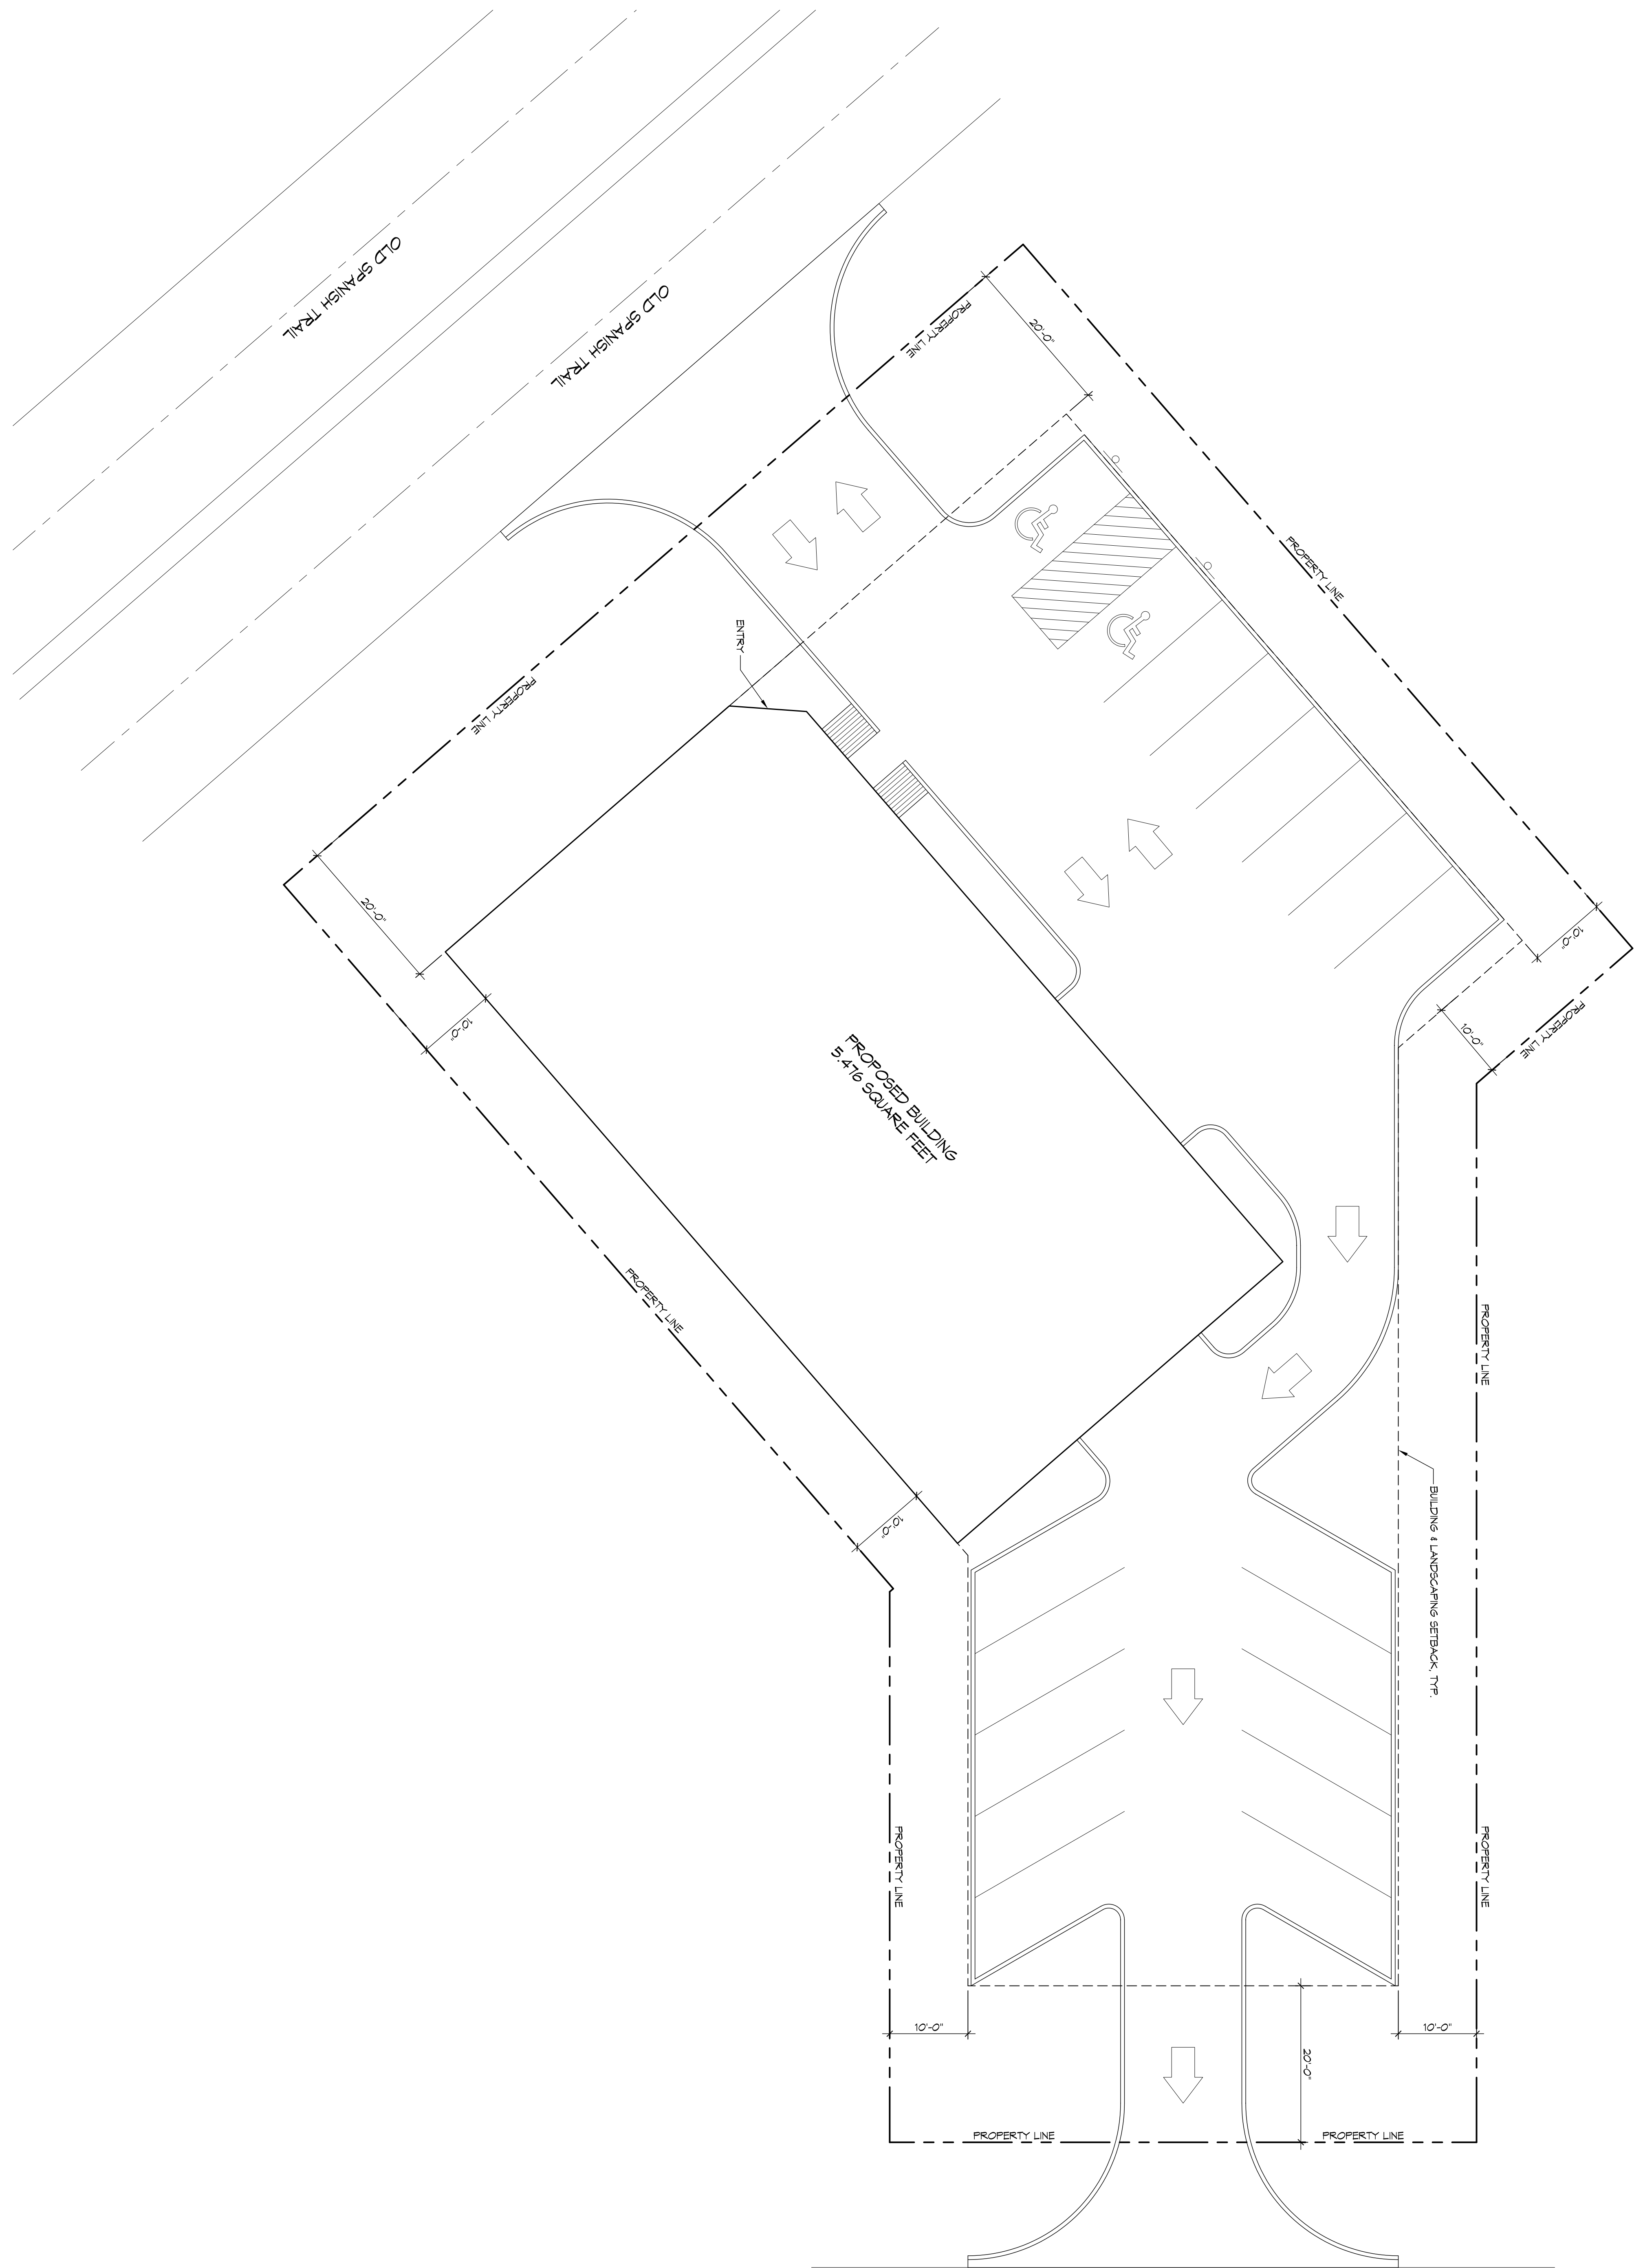 OLD SPANISH TRAIL
OLD SPANISH TRAIL
PROPERTY LINE
20'-0"
PROPERTY LINE
ENTRY
PROPERTY LINE
20'-0"
10'-0"
10'-0"
PROPERTY LINE
10'-0"
PROPOSED BUILDING
5.476 SQUARE FEET
PROPERTY LINE
PROPERTY LINE
BUILDING & LANDSCAPING SETBACK, TYP.
10'-0"
PROPERTY LINE
PROPERTY LINE
10'-0"
10'-0"
20'-0"
PROPERTY LINE
PROPERTY LINE